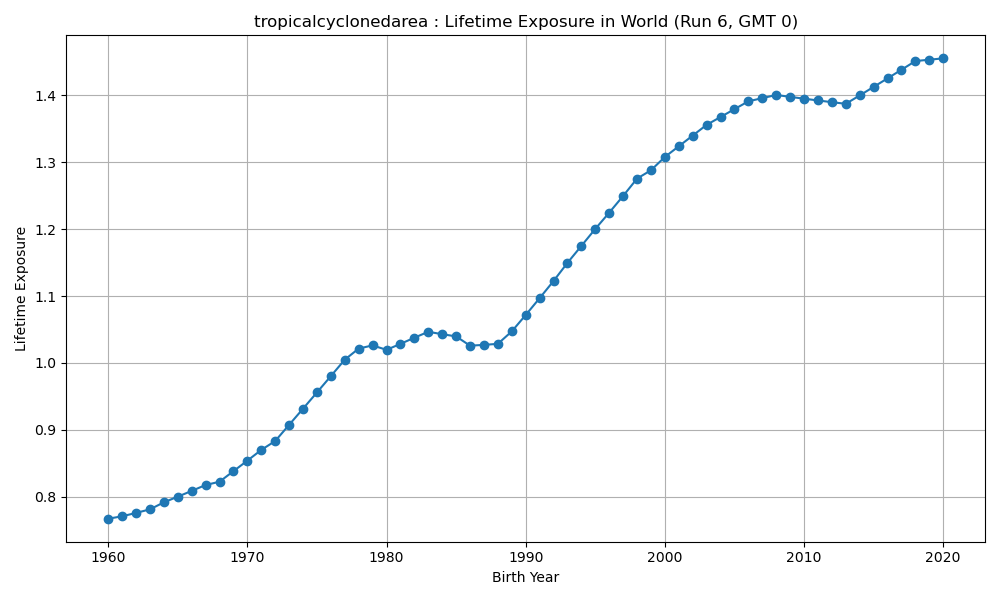 tropicalcyclonedarea : Lifetime Exposure in World (Run 6, GMT 0)
Lifetime Exposure
1.4
1.3
1.2
1.1
1.0
0.9
0.8
1960 1970 1980 1990 2000 2010 2020
Birth Year